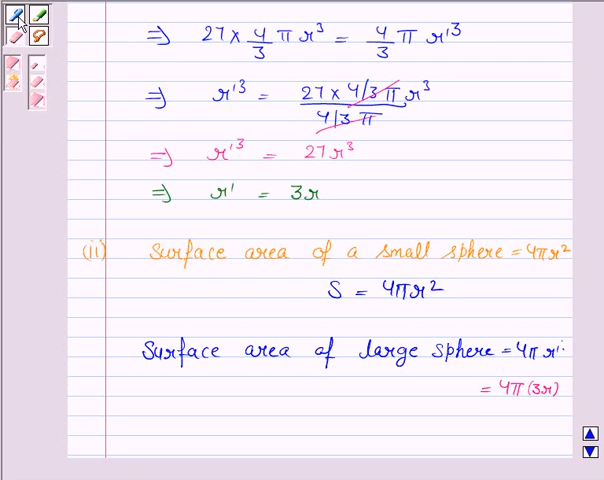 ⇒ 27 × 4/3 π r³ = 4/3 π r'³
⇒ r'³ = 27 × 4/3 π r³ / 4/3 π
⇒ r'³ = 27r³
⇒ r' = 3r
(ii) Surface area of a small sphere = 4πr²
S = 4πr²
Surface area of large sphere = 4π r'
= 4π(3r)